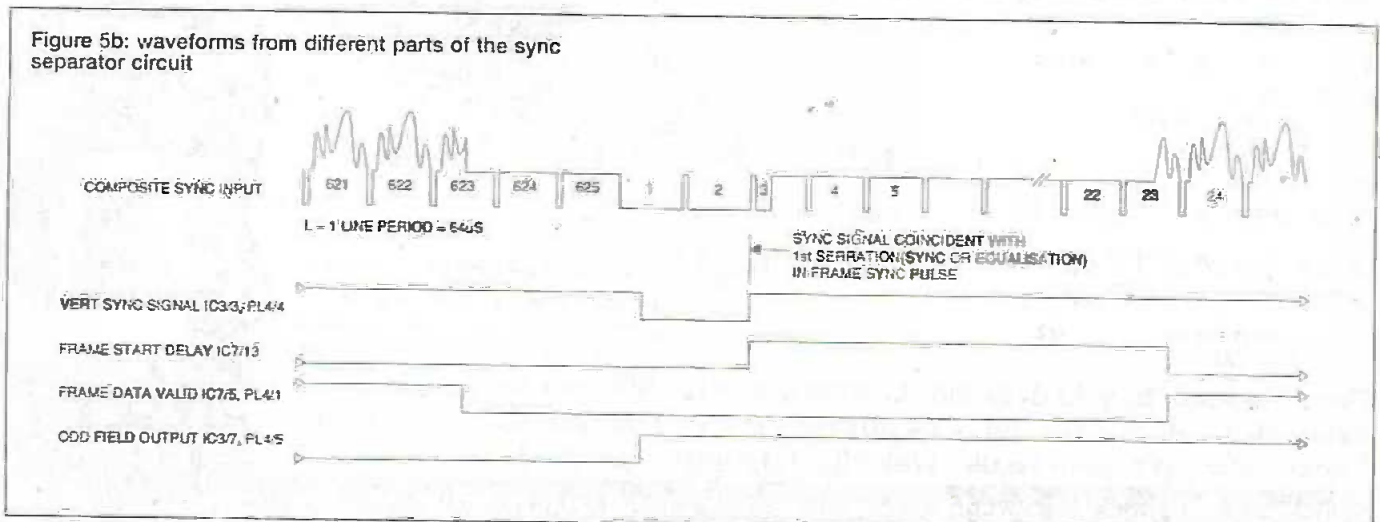 Figure 5b: waveforms from different parts of the sync
separator circuit
COMPOSITE SYNC INPUT
621 622 623 624 625 1 2 3 4 5 22 23 24
L = 1 LINE PERIOD = 64uS
SYNC SIGNAL COINCIDENT WITH
1st SERRATION (SYNC OR EQUALISATION)
IN FRAME SYNC PULSE
VERT SYNC SIGNAL IC3/3, PL4/4
FRAME START DELAY IC7/13
FRAME DATA VALID IC7/5, PL4/1
ODD FIELD OUTPUT IC3/7, PL4/5